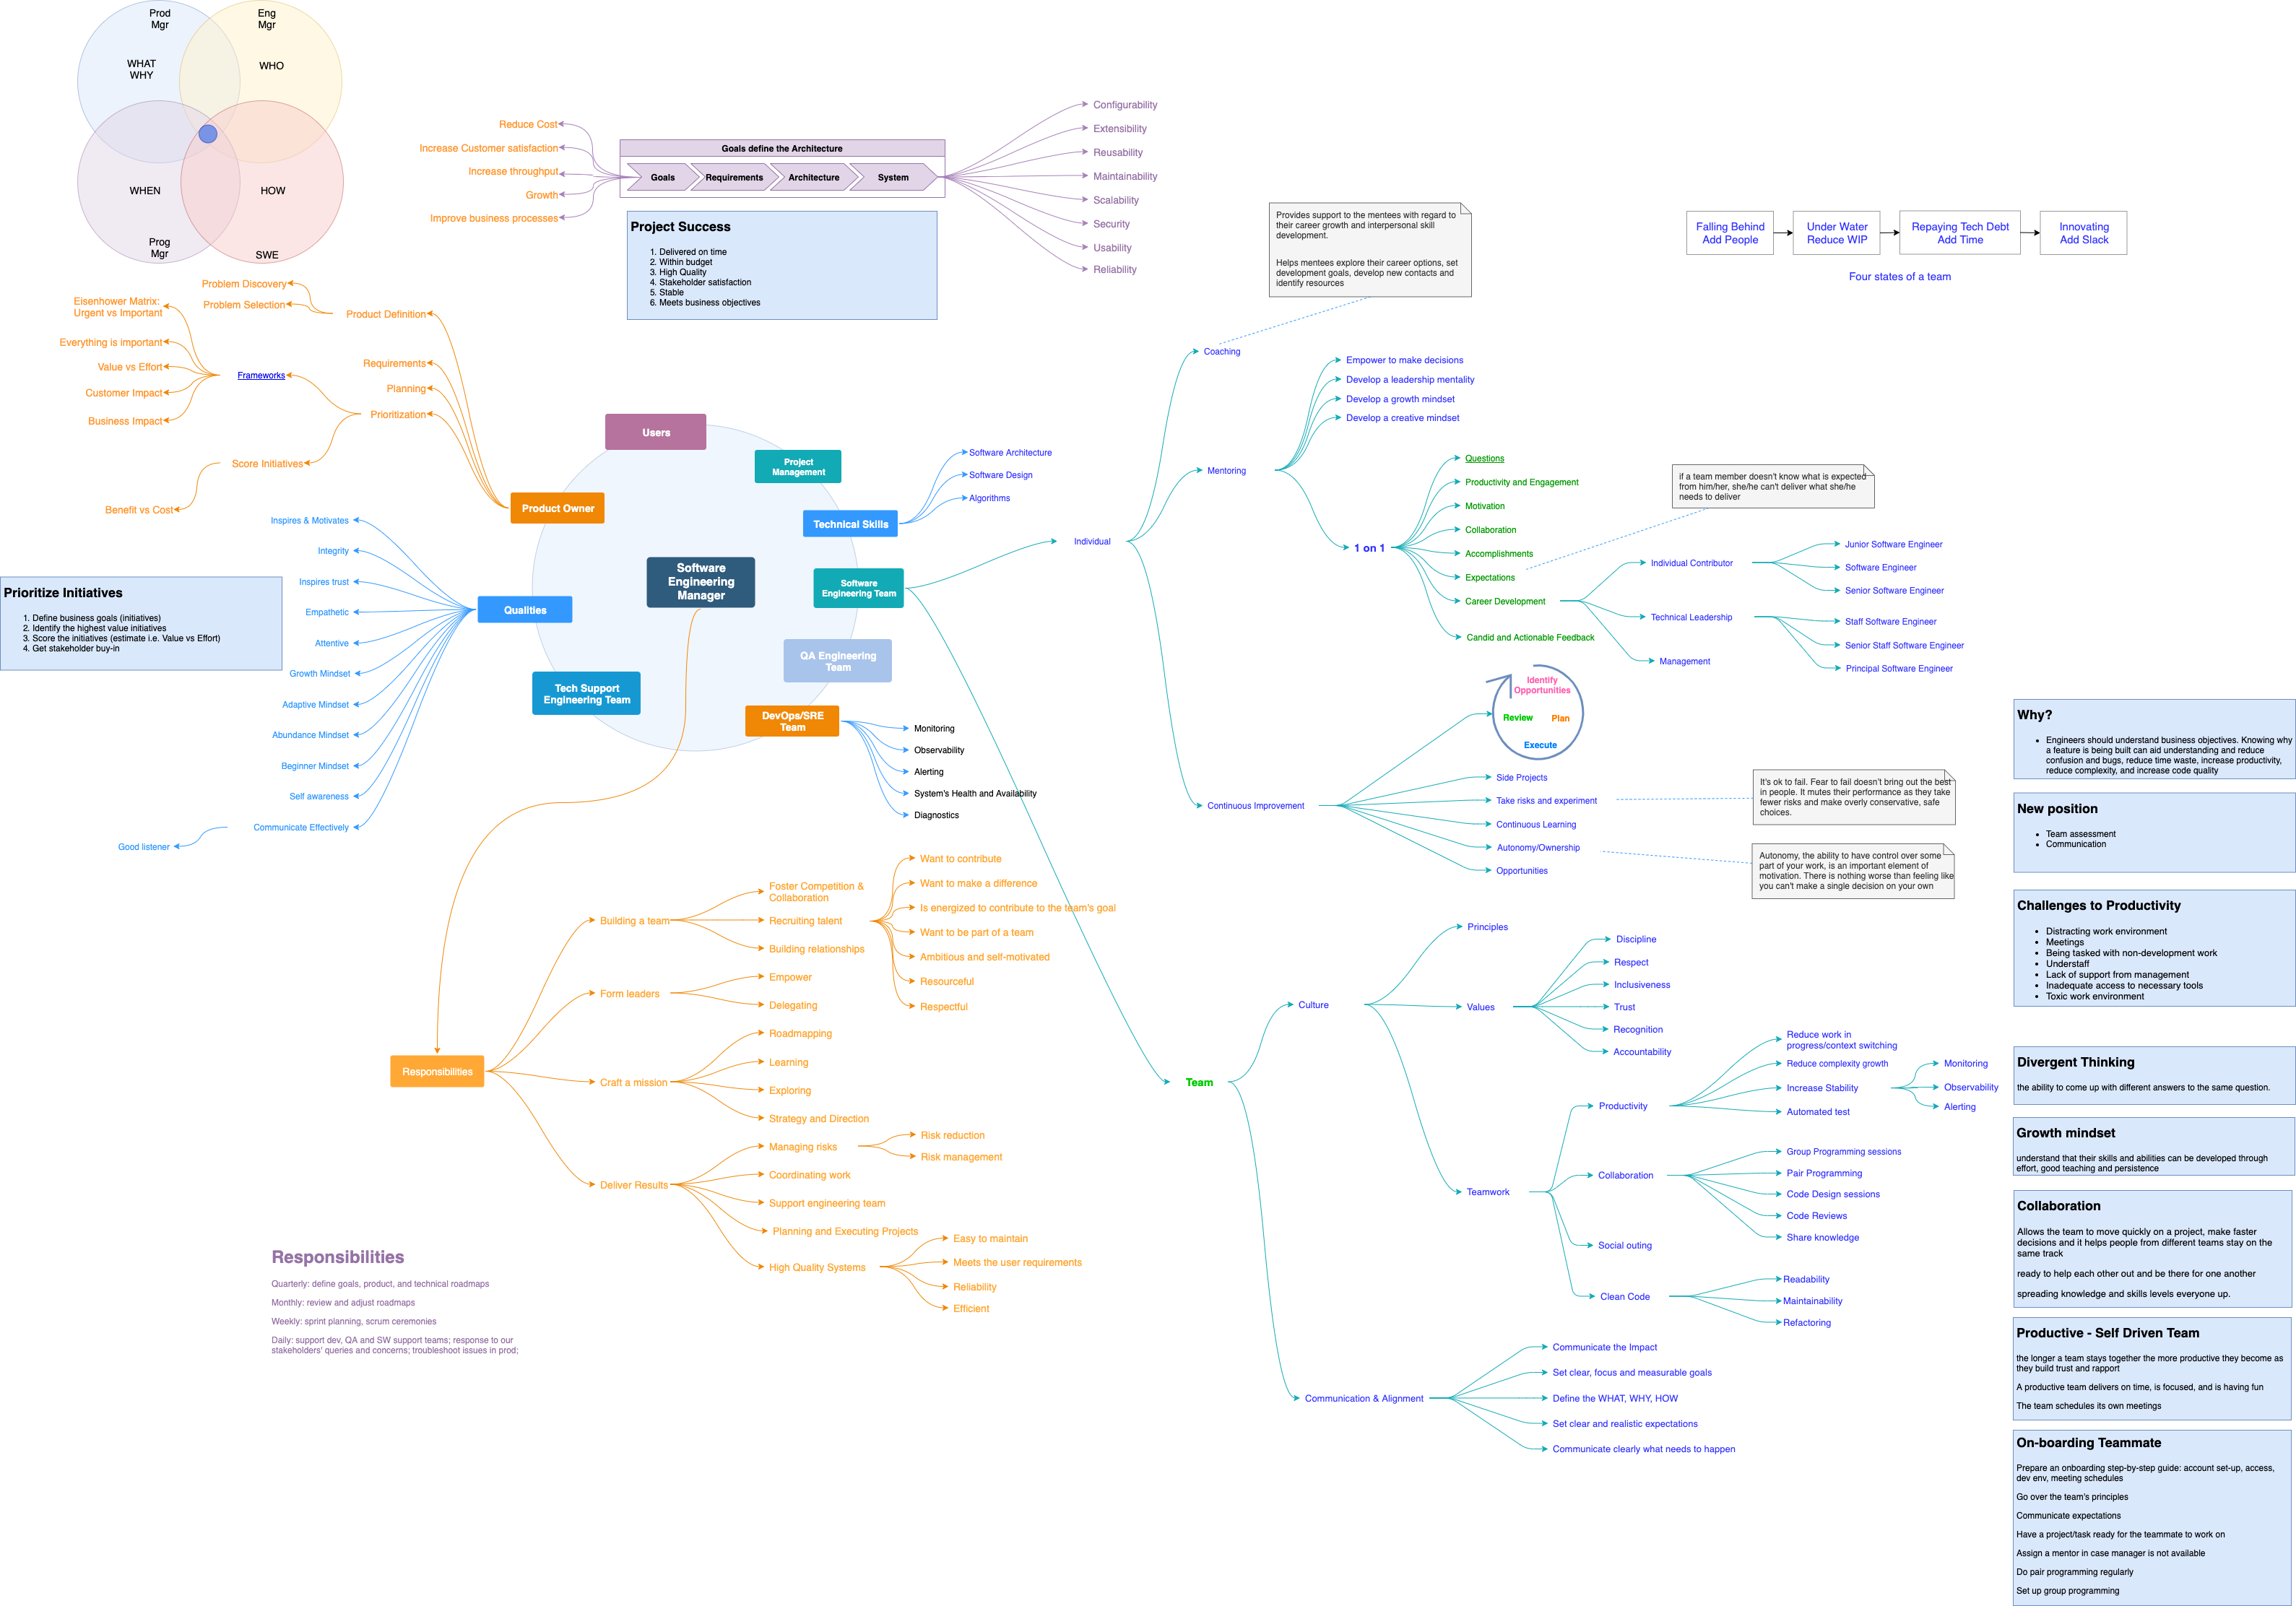 Prod
Mgr
Eng
Mgr
WHAT
WHY
WHO
WHEN
HOW
Prog
Mgr
SWE
Reduce Cost
Increase Customer satisfaction
Increase throughput
Growth
Improve business processes
Goals define the Architecture
Goals
Requirements
Architecture
System
Configurability
Extensibility
Reusability
Maintainability
Scalability
Security
Usability
Reliability
Project Success
1. Delivered on time
2. Within budget
3. High Quality
4. Stakeholder satisfaction
5. Stable
6. Meets business objectives
Provides support to the mentees with regard to
their career growth and interpersonal skill
development.
Helps mentees explore their career options, set
development goals, develop new contacts and
identify resources
Falling Behind
Add People
Under Water
Reduce WIP
Repaying Tech Debt
Add Time
Innovating
Add Slack
Four states of a team
Problem Discovery
Problem Selection
Product Definition
Eisenhower Matrix:
Urgent vs Important
Everything is important
Value vs Effort
Customer Impact
Business Impact
Frameworks
Requirements
Planning
Prioritization
Score Initiatives
Benefit vs Cost
Users
Project
Management
Product Owner
Technical Skills
Software Architecture
Software Design
Algorithms
Software
Engineering
Manager
Software
Engineering Team
QA Engineering
Team
DevOps/SRE
Team
Tech Support
Engineering Team
Qualities
Inspires & Motivates
Integrity
Inspires trust
Empathetic
Attentive
Growth Mindset
Adaptive Mindset
Abundance Mindset
Beginner Mindset
Self awareness
Communicate Effectively
Good listener
Prioritize Initiatives
1. Define business goals (initiatives)
2. Identify the highest value initiatives
3. Score the initiatives (estimate i.e. Value vs Effort)
4. Get stakeholder buy-in
Monitoring
Observability
Alerting
System's Health and Availability
Diagnostics
Individual
Coaching
Mentoring
Empower to make decisions
Develop a leadership mentality
Develop a growth mindset
Develop a creative mindset
1 on 1
Questions
Productivity and Engagement
Motivation
Collaboration
Accomplishments
Expectations
Career Development
Candid and Actionable Feedback
if a team member doesn't know what is expected
from him/her, she/he can't deliver what she/he
needs to deliver
Individual Contributor
Junior Software Engineer
Software Engineer
Senior Software Engineer
Technical Leadership
Staff Software Engineer
Senior Staff Software Engineer
Principal Software Engineer
Management
Continuous Improvement
Identify
Opportunities
Review
Plan
Execute
Side Projects
Take risks and experiment
Continuous Learning
Autonomy/Ownership
Opportunities
It's ok to fail. Fear to fail doesn't bring out the best
in people. It mutes their performance as they take
fewer risks and make overly conservative, safe
choices.
Autonomy, the ability to have control over some
part of your work, is an important element of
motivation. There is nothing worse than feeling like
you can't make a single decision on your own
Why?
• Engineers should understand business objectives. Knowing why
a feature is being built can aid understanding and reduce
confusion and bugs, reduce time waste, increase productivity,
reduce complexity, and increase code quality
New position
• Team assessment
• Communication
Challenges to Productivity
• Distracting work environment
• Meetings
• Being tasked with non-development work
• Understaff
• Lack of support from management
• Inadequate access to necessary tools
• Toxic work environment
Divergent Thinking
the ability to come up with different answers to the same question.
Growth mindset
understand that their skills and abilities can be developed through
effort, good teaching and persistence
Collaboration
Allows the team to move quickly on a project, make faster
decisions and it helps people from different teams stay on the
same track
ready to help each other out and be there for one another
spreading knowledge and skills levels everyone up.
Productive - Self Driven Team
the longer a team stays together the more productive they become as
they build trust and rapport
A productive team delivers on time, is focused, and is having fun
The team schedules its own meetings
On-boarding Teammate
Prepare an onboarding step-by-step guide: account set-up, access,
dev env, meeting schedules
Go over the team's principles
Communicate expectations
Have a project/task ready for the teammate to work on
Assign a mentor in case manager is not available
Do pair programming regularly
Set up group programming
Responsibilities
Building a team
Foster Competition &
Collaboration
Recruiting talent
Building relationships
Want to contribute
Want to make a difference
Is energized to contribute to the team's goal
Want to be part of a team
Ambitious and self-motivated
Resourceful
Respectful
Form leaders
Empower
Delegating
Craft a mission
Roadmapping
Learning
Exploring
Strategy and Direction
Deliver Results
Managing risks
Risk reduction
Risk management
Coordinating work
Support engineering team
Planning and Executing Projects
High Quality Systems
Easy to maintain
Meets the user requirements
Reliability
Efficient
Responsibilities
Quarterly: define goals, product, and technical roadmaps
Monthly: review and adjust roadmaps
Weekly: sprint planning, scrum ceremonies
Daily: support dev, QA and SW support teams; response to our
stakeholders' queries and concerns; troubleshoot issues in prod;
Team
Culture
Principles
Values
Discipline
Respect
Inclusiveness
Trust
Recognition
Accountability
Teamwork
Productivity
Reduce work in
progress/context switching
Reduce complexity growth
Increase Stability
Automated test
Monitoring
Observability
Alerting
Collaboration
Group Programming sessions
Pair Programming
Code Design sessions
Code Reviews
Share knowledge
Social outing
Clean Code
Readability
Maintainability
Refactoring
Communication & Alignment
Communicate the Impact
Set clear, focus and measurable goals
Define the WHAT, WHY, HOW
Set clear and realistic expectations
Communicate clearly what needs to happen